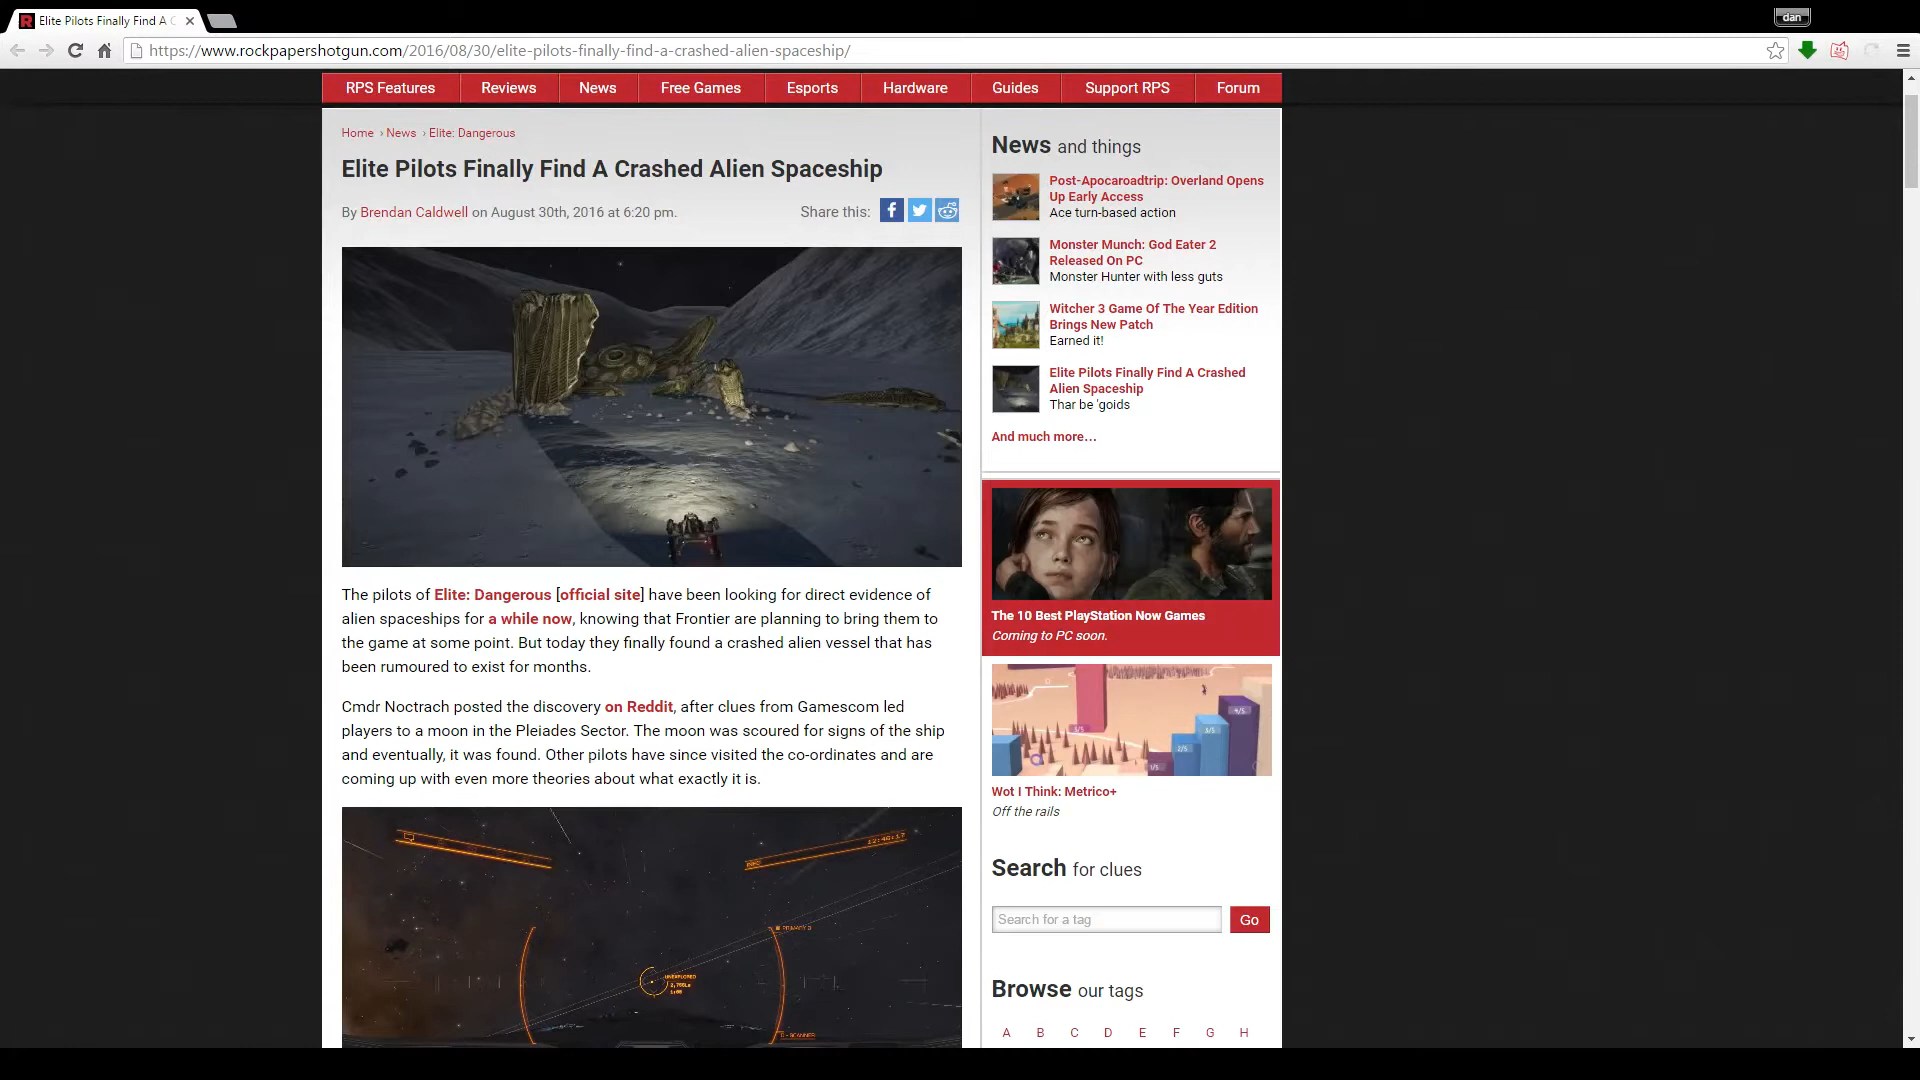 Elite Pilots Finally Find A C
dan
https://www.rockpapershotgun.com/2016/08/30/elite-pilots-finally-find-a-crashed-alien-spaceship/
RPS Features Reviews News Free Games Esports Hardware Guides Support RPS Forum
Home › News › Elite: Dangerous
Elite Pilots Finally Find A Crashed Alien Spaceship
By Brendan Caldwell on August 30th, 2016 at 6:20 pm.
Share this:
The pilots of Elite: Dangerous [official site] have been looking for direct evidence of
alien spaceships for a while now, knowing that Frontier are planning to bring them to
the game at some point. But today they finally found a crashed alien vessel that has
been rumoured to exist for months.
Cmdr Noctrach posted the discovery on Reddit, after clues from Gamescom led
players to a moon in the Pleiades Sector. The moon was scoured for signs of the ship
and eventually, it was found. Other pilots have since visited the co-ordinates and are
coming up with even more theories about what exactly it is.
UNEXPLORED
News and things
Post-Apocaroadtrip: Overland Opens
Up Early Access
Ace turn-based action
Monster Munch: God Eater 2
Released On PC
Monster Hunter with less guts
Witcher 3 Game Of The Year Edition
Brings New Patch
Earned it!
Elite Pilots Finally Find A Crashed
Alien Spaceship
Thar be 'goids
And much more…
The 10 Best PlayStation Now Games
Coming to PC soon.
4/5
3/5
2/5
1/5
Wot I Think: Metrico+
Off the rails
Search for clues
Search for a tag
Go
Browse our tags
A B C D E F G H